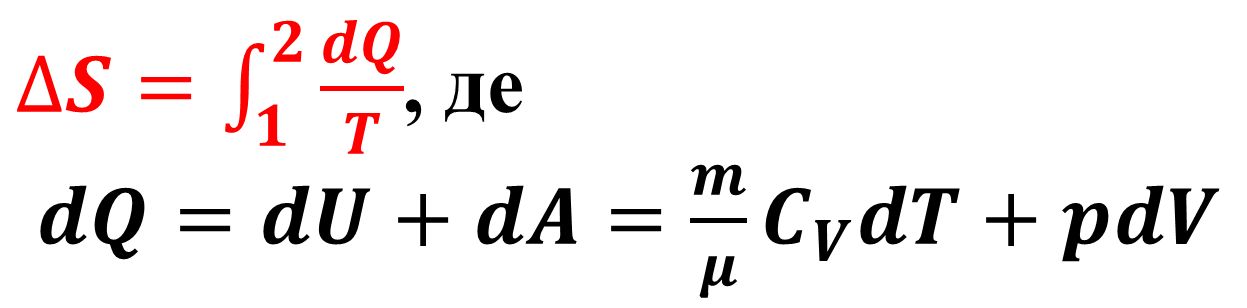 ΔS = ∫₁² dQ/T, де
dQ = dU + dA = m/μ C_V dT + pdV